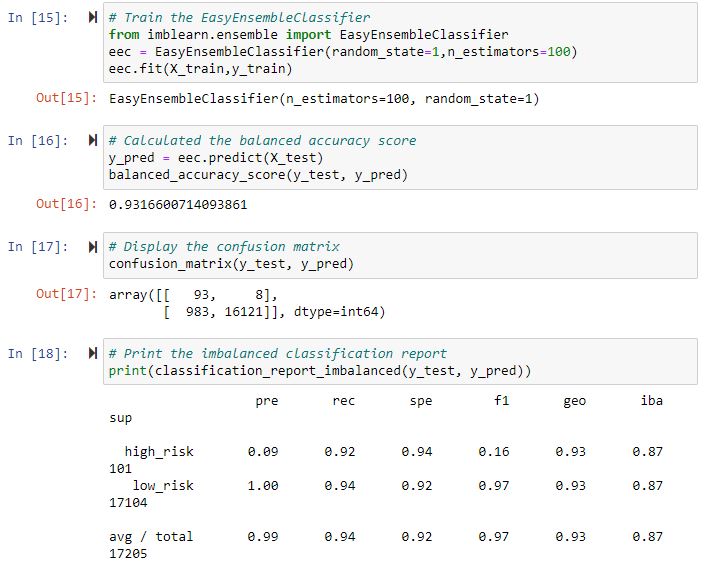 In [15]: # Train the EasyEnsembleClassifier
from imblearn.ensemble import EasyEnsembleClassifier
eec = EasyEnsembleClassifier(random_state=1,n_estimators=100)
eec.fit(X_train,y_train)
Out[15]: EasyEnsembleClassifier(n_estimators=100, random_state=1)
In [16]: # Calculated the balanced accuracy score
y_pred = eec.predict(X_test)
balanced_accuracy_score(y_test, y_pred)
Out[16]: 0.9316600714093861
In [17]: # Display the confusion matrix
confusion_matrix(y_test, y_pred)
Out[17]: array([[   93,     8],
       [  983, 16121]], dtype=int64)
In [18]: # Print the imbalanced classification report
print(classification_report_imbalanced(y_test, y_pred))
pre rec spe f1 geo iba
sup
high_risk 0.09 0.92 0.94 0.16 0.93 0.87
101
low_risk 1.00 0.94 0.92 0.97 0.93 0.87
17104
avg / total 0.99 0.94 0.92 0.97 0.93 0.87
17205